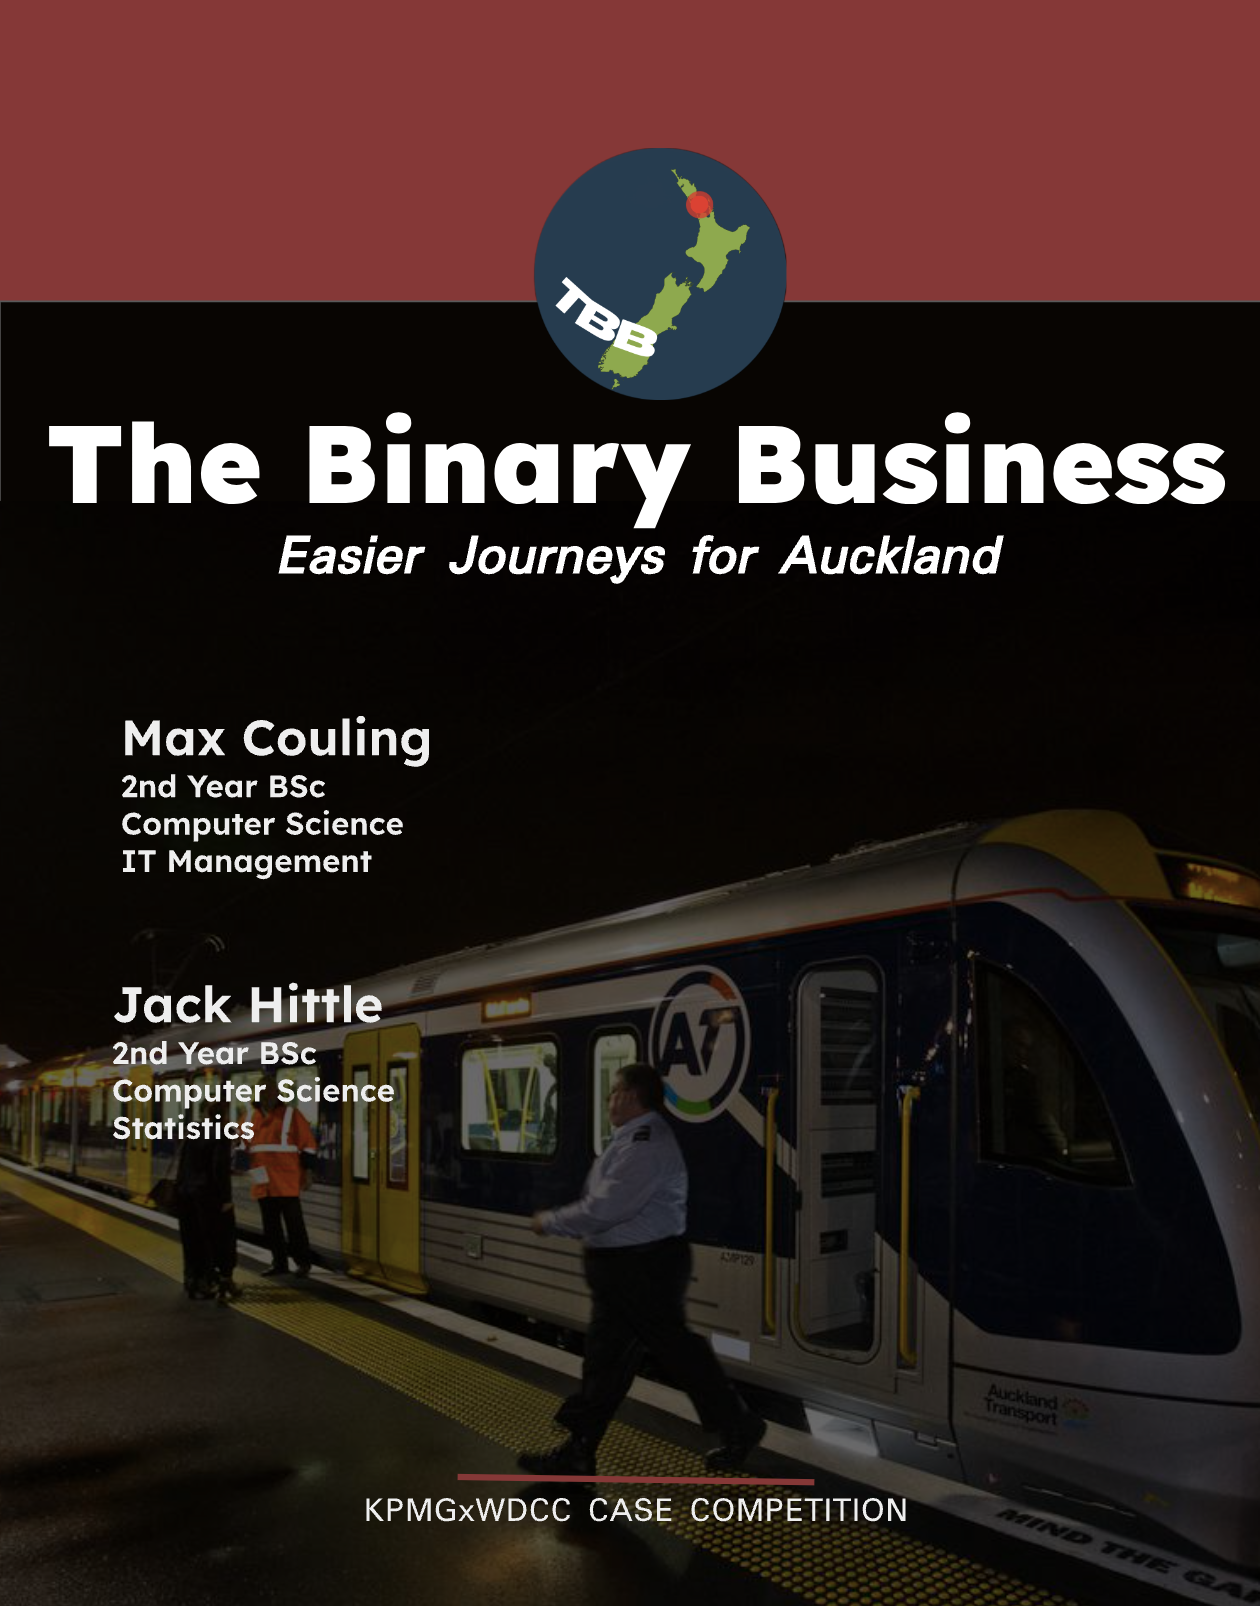 TBB
The Binary Business
Easier Journeys for Auckland
Max Couling
2nd Year BSc
Computer Science
IT Management
Jack Hittle
2nd Year BSc
Computer Science
Statistics
AT
Auckland
Transport
KPMGxWDCC CASE COMPETITION
MIND THE GA